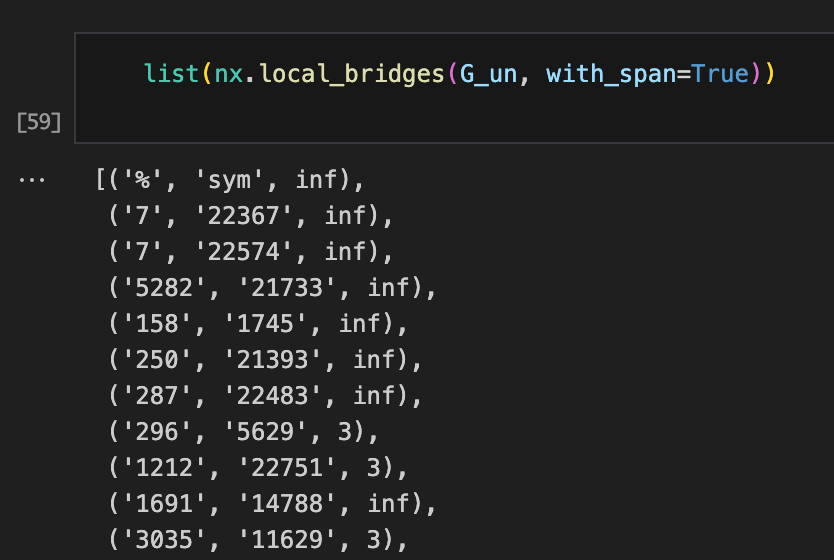 list(nx.local_bridges(G_un, with_span=True))
[59]
... [('%', 'sym', inf),
('7', '22367', inf),
('7', '22574', inf),
('5282', '21733', inf),
('158', '1745', inf),
('250', '21393', inf),
('287', '22483', inf),
('296', '5629', 3),
('1212', '22751', 3),
('1691', '14788', inf),
('3035', '11629', 3),